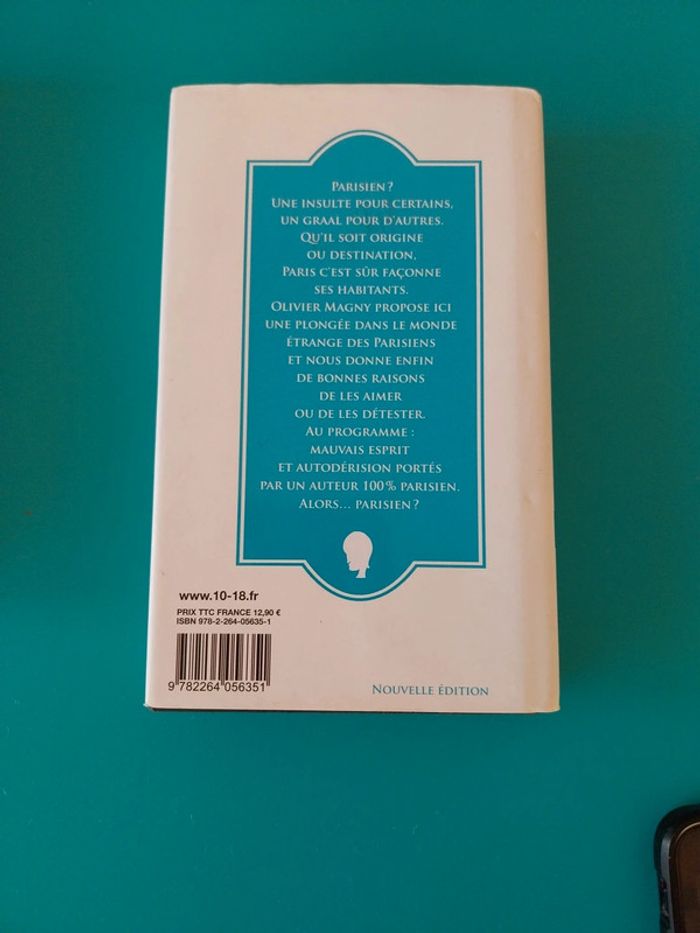 PARISIEN ?
UNE INSULTE POUR CERTAINS,
UN GRAAL POUR D'AUTRES.
QU'IL SOIT ORIGINE
OU DESTINATION,
PARIS C'EST SÛR FAÇONNE
SES HABITANTS.
OLIVIER MAGNY PROPOSE ICI
UNE PLONGÉE DANS LE MONDE
ÉTRANGE DES PARISIENS
ET NOUS DONNE ENFIN
DE BONNES RAISONS
DE LES AIMER
OU DE LES DÉTESTER.
AU PROGRAMME :
MAUVAIS ESPRIT
ET AUTODÉRISION PORTÉS
PAR UN AUTEUR 100 % PARISIEN.
ALORS... PARISIEN ?
www.10-18.fr
PRIX TTC FRANCE 12,90 €
ISBN 978-2-264-05635-1
9 782264 056351
NOUVELLE ÉDITION